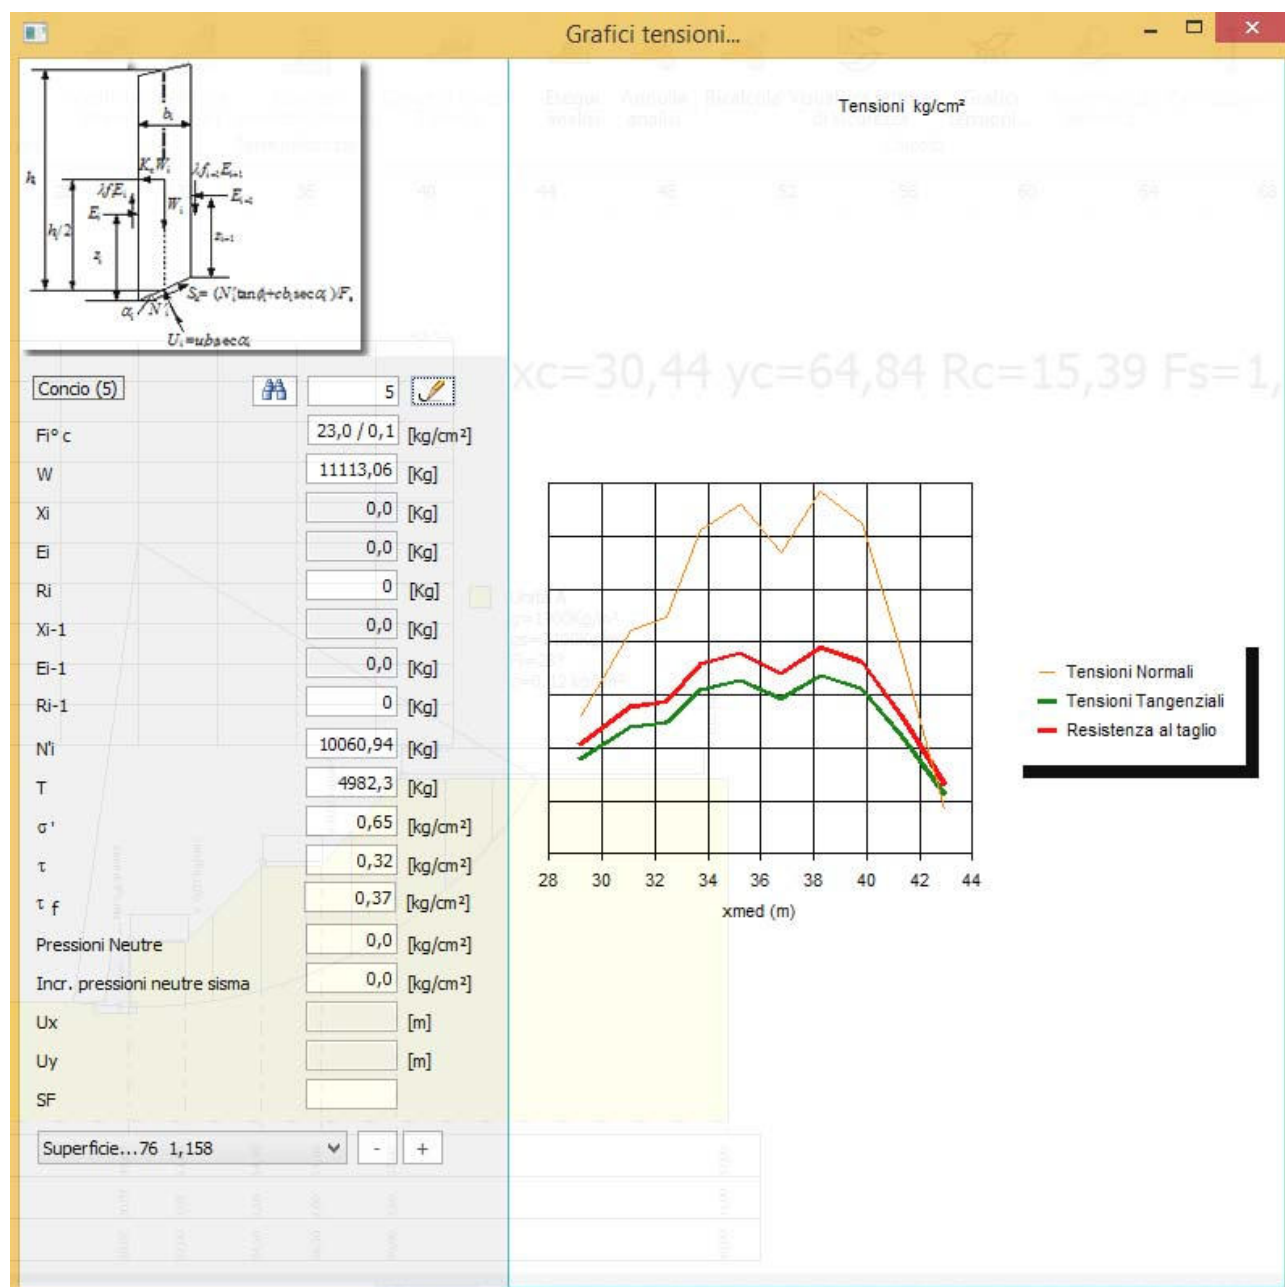 Grafici tensioni...
Tensioni kg/cm²
xc=30,44 yc=64,84 Rc=15,39 Fs=1,
Concio (5) 5
Fi° c 23,0 / 0,1 [kg/cm²]
W 11113,06 [Kg]
Xi 0,0 [Kg]
Ei 0,0 [Kg]
Ri 0 [Kg]
Xi-1 0,0 [Kg]
Ei-1 0,0 [Kg]
Ri-1 0 [Kg]
N'i 10060,94 [Kg]
T 4982,3 [Kg]
σ' 0,65 [kg/cm²]
τ 0,32 [kg/cm²]
τ f 0,37 [kg/cm²]
Pressioni Neutre 0,0 [kg/cm²]
Incr. pressioni neutre sisma 0,0 [kg/cm²]
Ux [m]
Uy [m]
SF
Superficie...76 1,158 - +
Tensioni Normali
Tensioni Tangenziali
Resistenza al taglio
28 30 32 34 36 38 40 42 44
xmed (m)